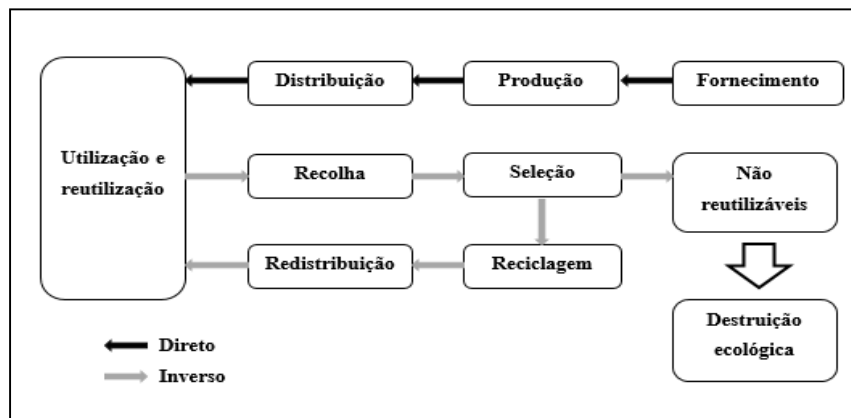 Distribuição
Produção
Fornecimento
Utilização e
reutilização
Recolha
Seleção
Não
reutilizáveis
Redistribuição
Reciclagem
Destruição
ecológica
Direto
Inverso